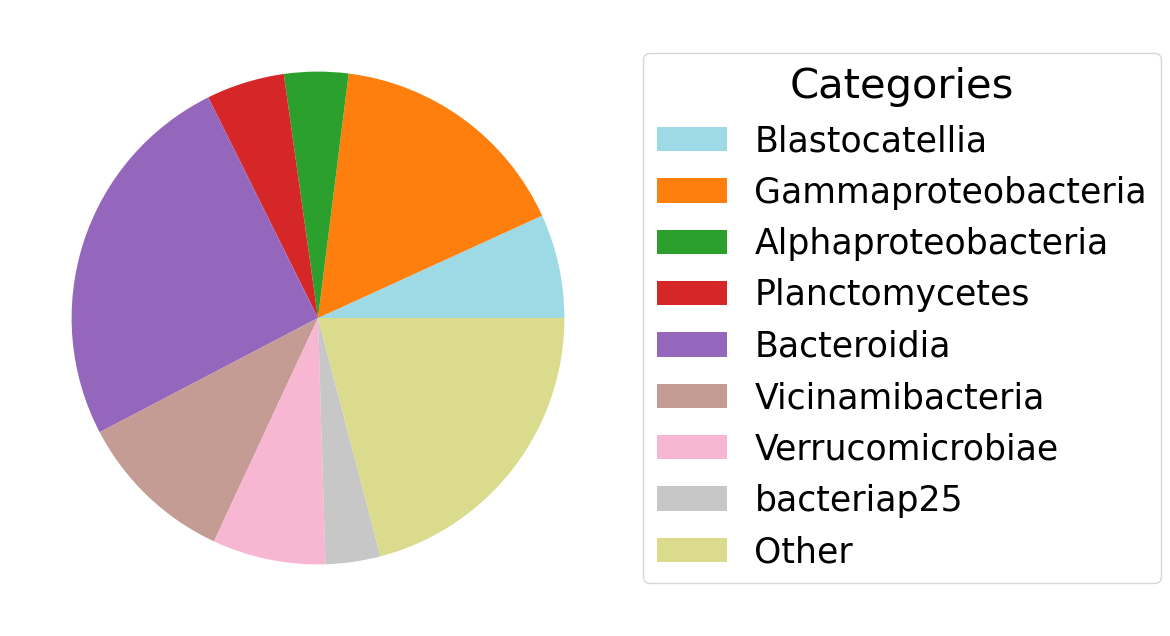 Categories
Blastocatellia
Gammaproteobacteria
Alphaproteobacteria
Planctomycetes
Bacteroidia
Vicinamibacteria
Verrucomicrobiae
bacteriap25
Other